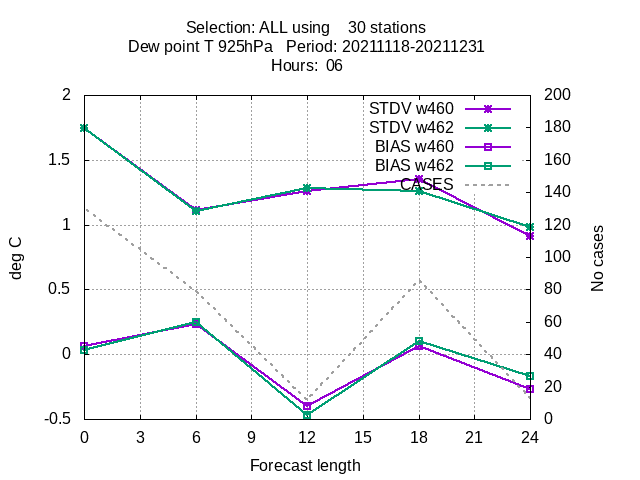 Selection: ALL using 30 stations
Dew point T 925hPa Period: 20211118-20211231
Hours: 06
2 200
STDV w460
STDV w462 180
BIAS w460
1.5 BIAS w462 160
CASES 140
1 120
100
0.5 80
60
0 40
20
-0.5 0
0 3 6 9 12 15 18 21 24
deg C
No cases
Forecast length